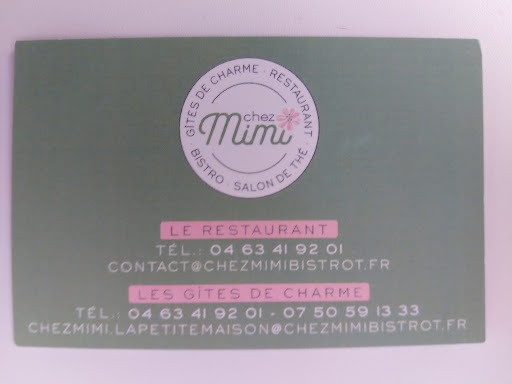 GÎTES DE CHARME · RESTAURANT · BISTRO · SALON DE THÉ ·
chez
Mimi
LE RESTAURANT
TÉL.: 04 63 41 92 01
CONTACT@CHEZMIMIBISTROT.FR
LES GÎTES DE CHARME
TÉL.: 04 63 41 92 01 - 07 50 59 13 33
CHEZMIMI.LAPETITEMAISON@CHEZMIMIBISTROT.FR